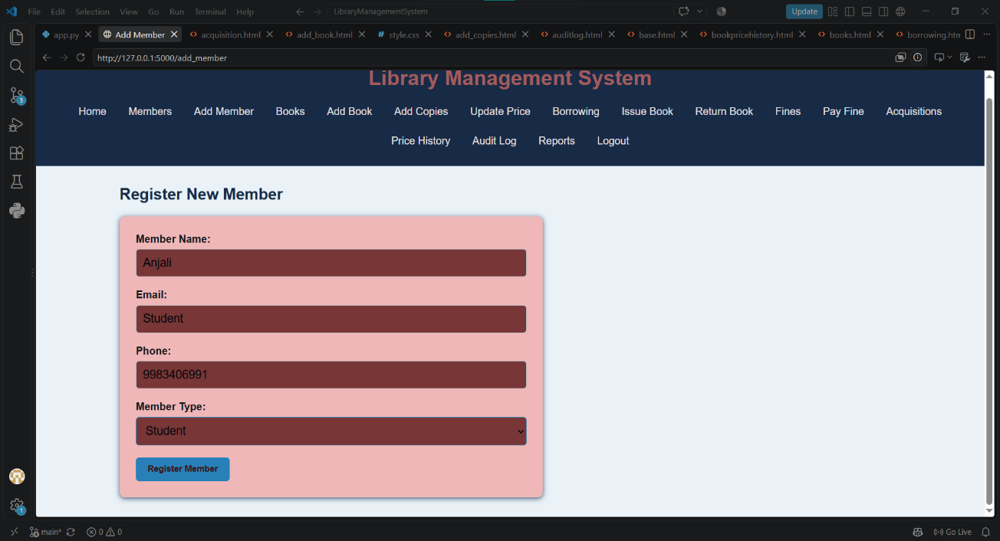 File Edit Selection View Go Run Terminal Help LibraryManagementSystem Update
app.py Add Member acquisition.html add_book.html style.css add_copies.html auditlog.html base.html bookpricehistory.html books.html borrowing.htm
http://127.0.0.1:5000/add_member
Library Management System
Home Members Add Member Books Add Book Add Copies Update Price Borrowing Issue Book Return Book Fines Pay Fine Acquisitions
Price History Audit Log Reports Logout
3
Register New Member
Member Name:
Anjali
Email:
Student
Phone:
9983406991
Member Type:
Student
Register Member
1
main* 0 0 Go Live